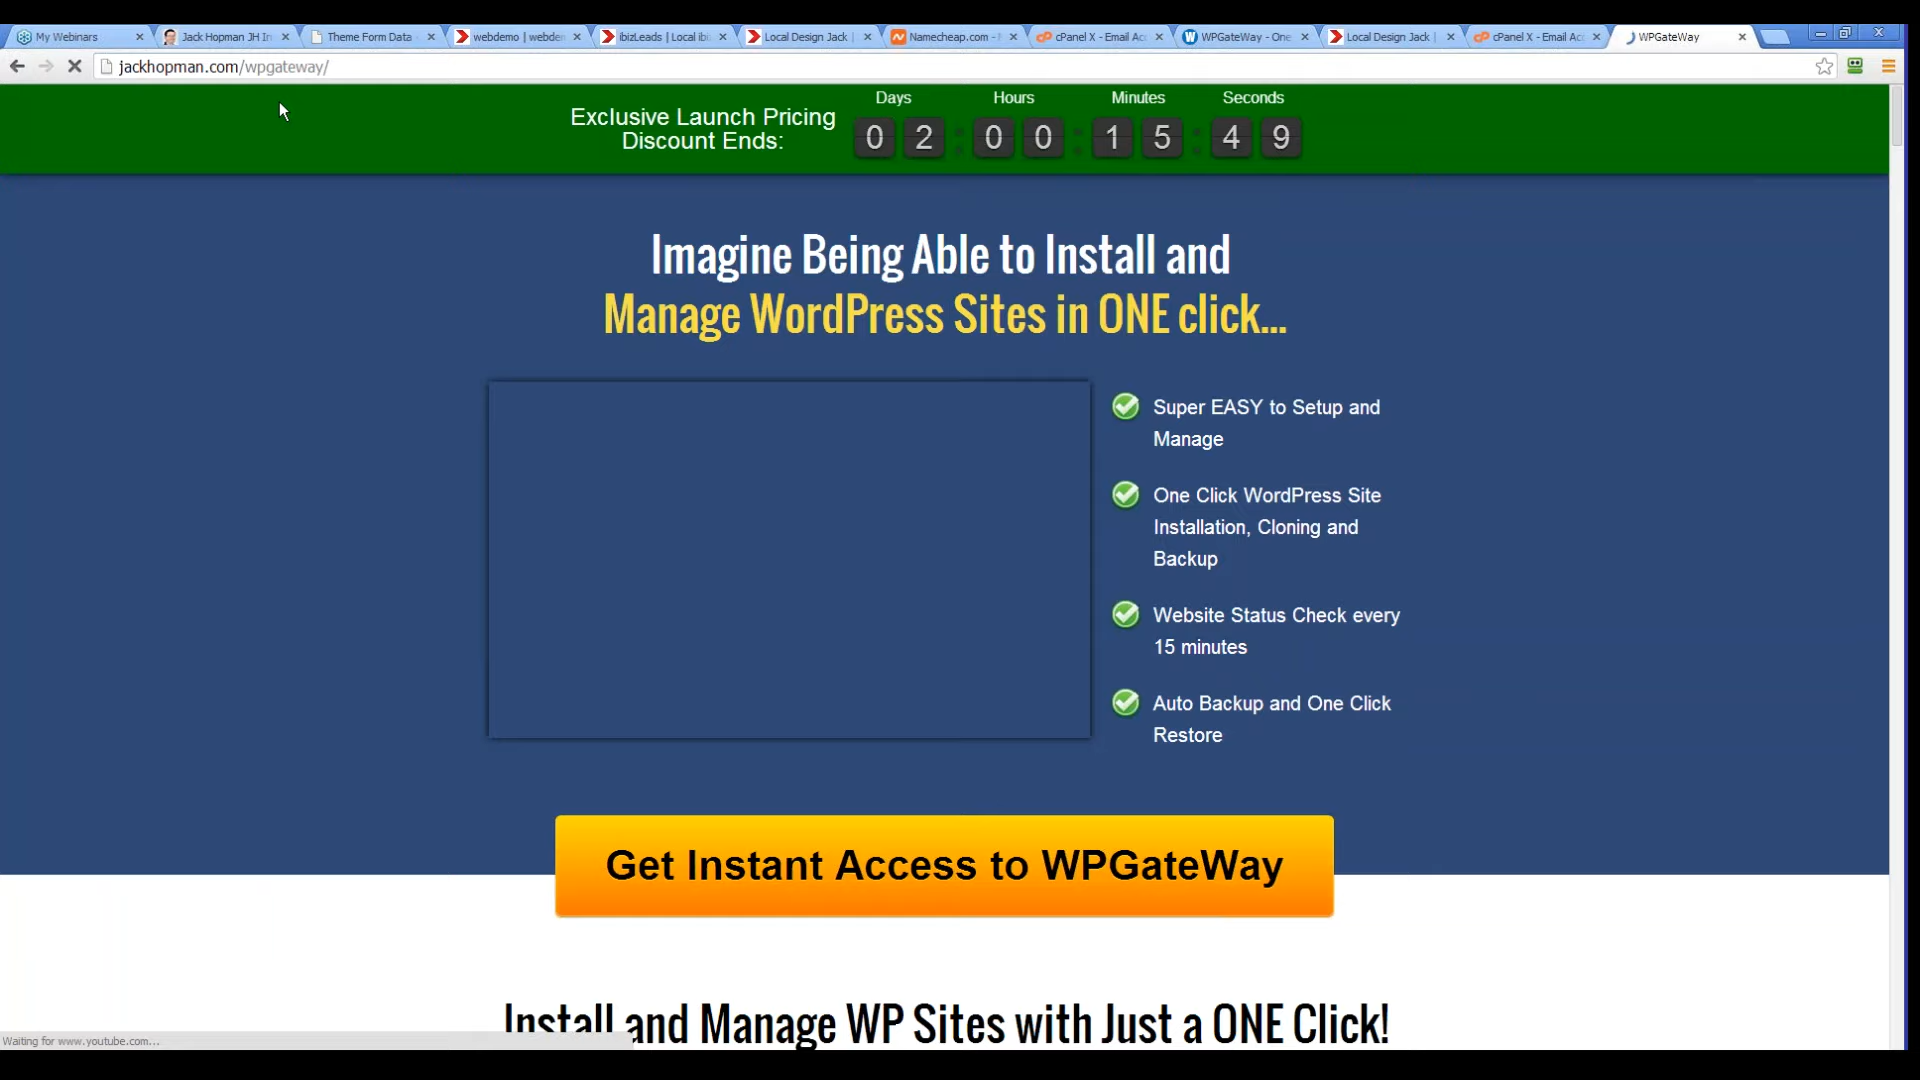 My Webinars
Jack Hopman JH In
Theme Form Data
webdemo | webde
ibizLeads | Local ibi
Local Design Jack |
Namecheap.com -
cPanel X - Email Acc
WPGateWay - One
Local Design Jack |
cPanel X - Email Acc
WPGateWay
jackhopman.com/wpgateway/
Exclusive Launch Pricing
Discount Ends:
Days Hours Minutes Seconds
0 2 : 0 0 : 1 5 : 4 9
Imagine Being Able to Install and
Manage WordPress Sites in ONE click...
Super EASY to Setup and
Manage
One Click WordPress Site
Installation, Cloning and
Backup
Website Status Check every
15 minutes
Auto Backup and One Click
Restore
Get Instant Access to WPGateWay
Install and Manage WP Sites with Just a ONE Click!
Waiting for www.youtube.com...